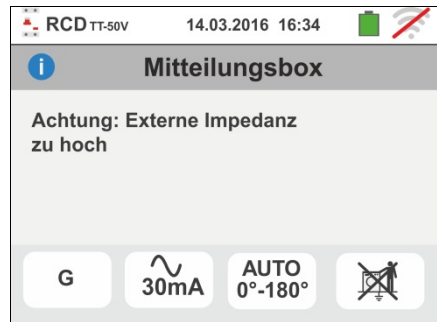 RCD TT-50V 14.03.2016 16:34
Mitteilungsbox
Achtung: Externe Impedanz
zu hoch
G 30mA AUTO 0°-180°